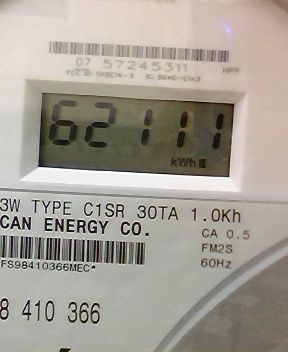 07 57245311
62111
kWh
3W TYPE C1SR 30TA 1.0Kh
CAN ENERGY CO.
CA 0.5
FM2S
60Hz
FS98410366MEC*
8 410 366